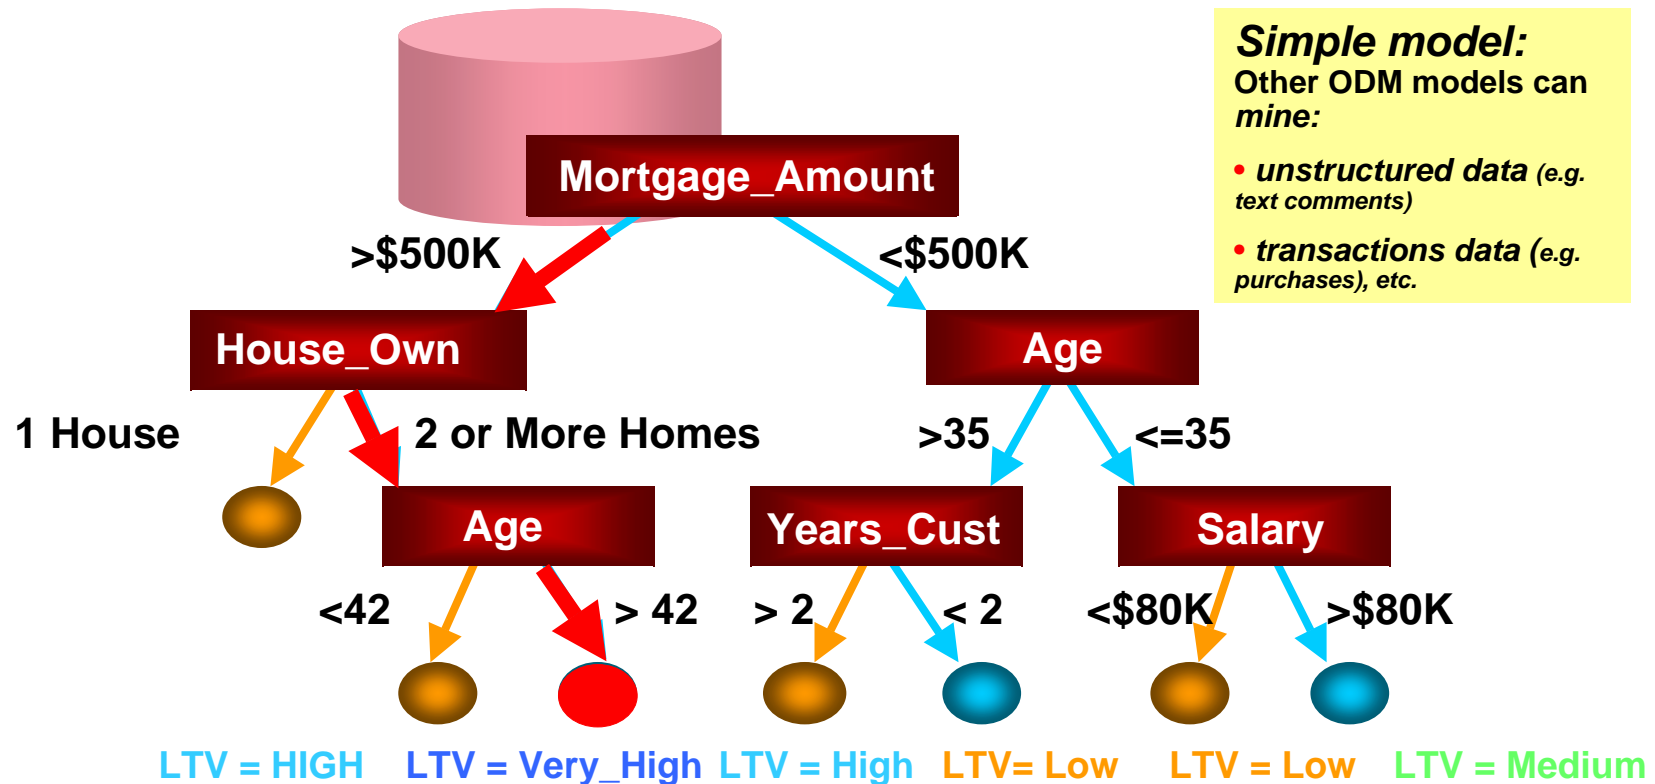 Simple model:
Other ODM models can
mine:
• unstructured data (e.g.
text comments)
• transactions data (e.g.
purchases), etc.
Mortgage_Amount
>$500K
<$500K
House_Own
Age
1 House
2 or More Homes
>35
<=35
Age
Years_Cust
Salary
<42
> 42
> 2
< 2
<$80K
>$80K
LTV = HIGH
LTV = Very_High
LTV = High
LTV= Low
LTV = Low
LTV = Medium